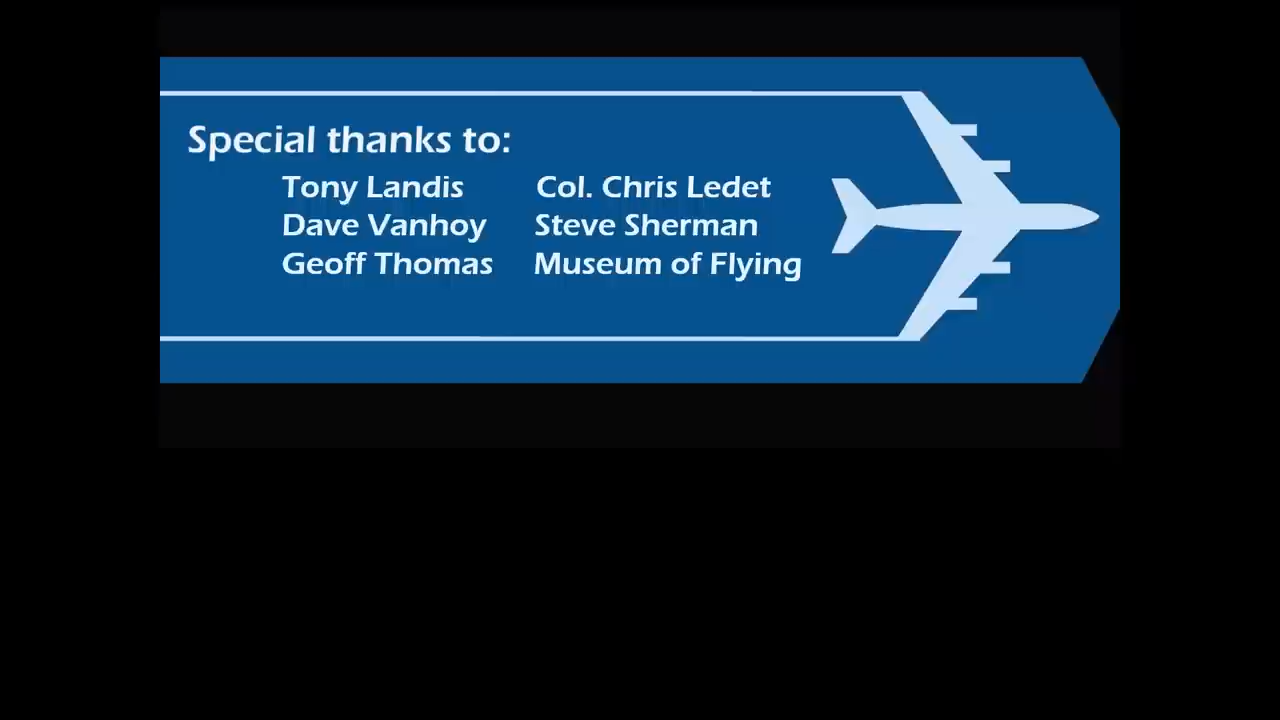 Special thanks to:
Tony Landis Col. Chris Ledet
Dave Vanhoy Steve Sherman
Geoff Thomas Museum of Flying